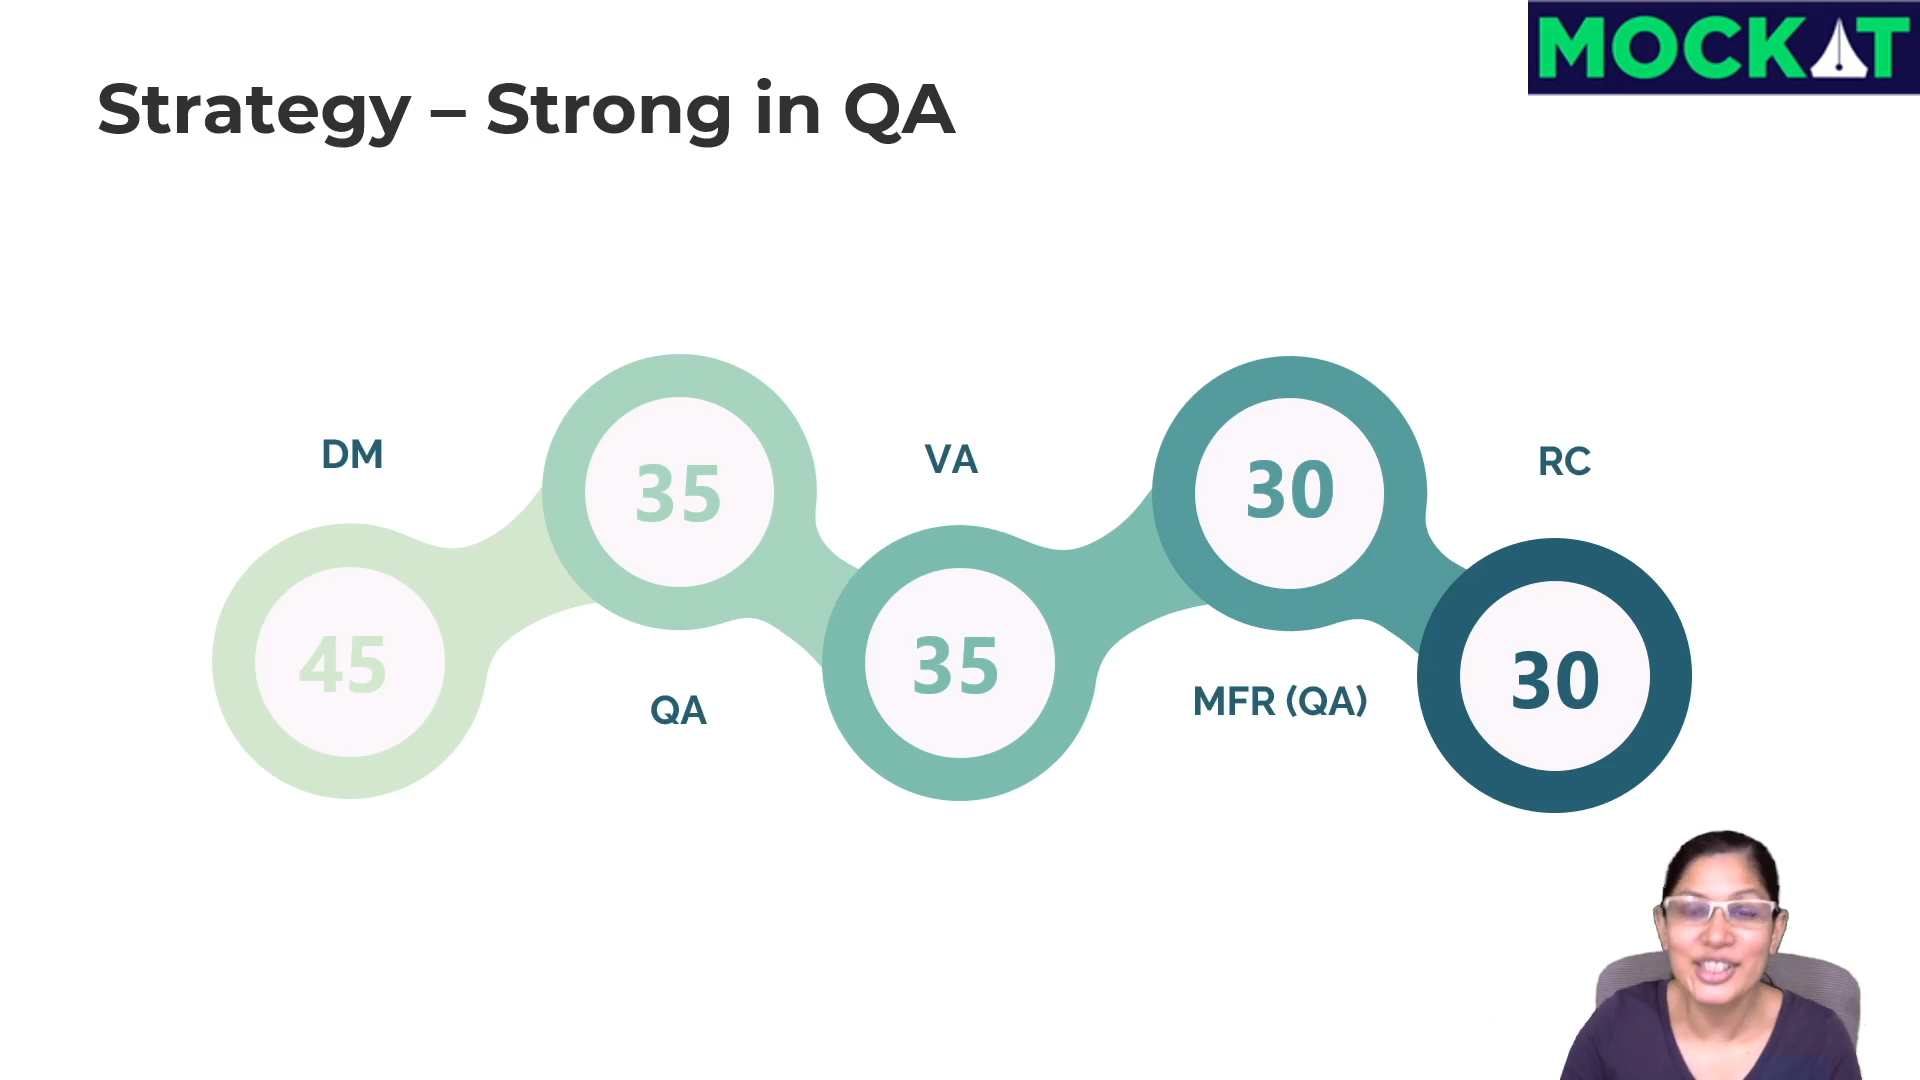 MOCKAT
Strategy – Strong in QA
DM
45
35
QA
VA
35
30
MFR (QA)
RC
30